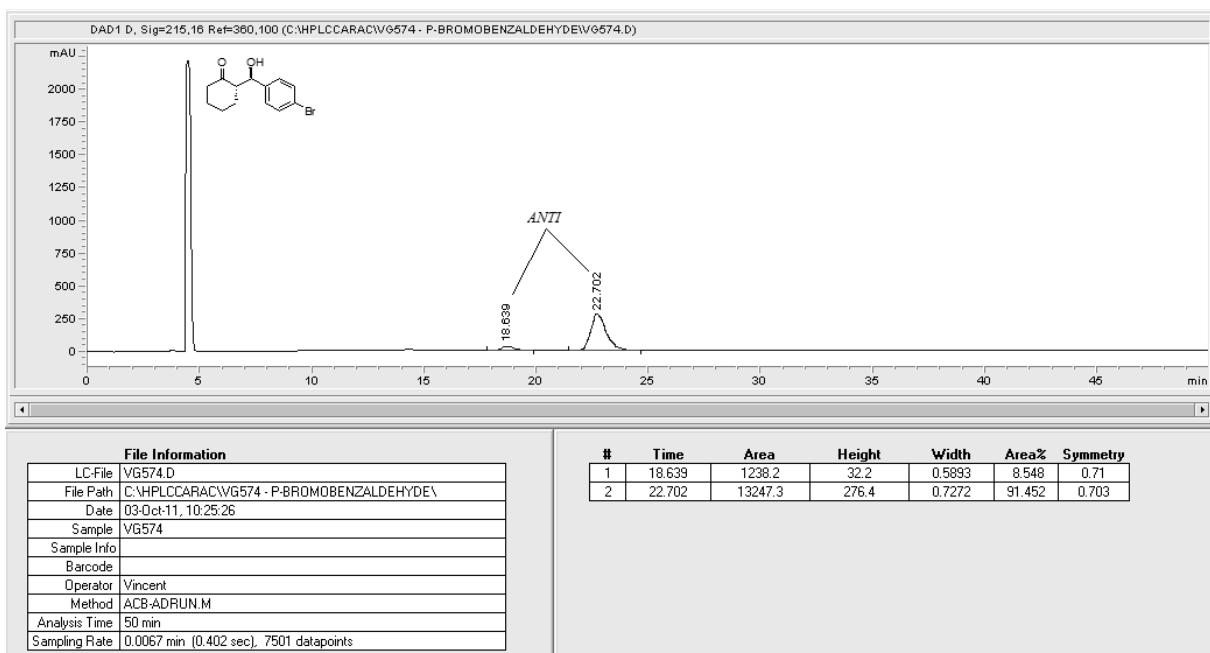 DAD1 D, Sig=215,16 Ref=360,100 (C:\HPLCCARAC\VG574 - P-BROMOBENZALDEHYDE\VG574.D)
mAU
2000
1750
1500
1250
1000
750
500
250
0
O OH
Br
ANTI
18.639
22.702
0 5 10 15 20 25 30 35 40 45 min
File Information
LC-File VG574.D
File Path C:\HPLCCARAC\VG574 - P-BROMOBENZALDEHYDE\
Date 03-Oct-11, 10:25:26
Sample VG574
Sample Info
Barcode
Operator Vincent
Method ACB-ADRUN.M
Analysis Time 50 min
Sampling Rate 0.0067 min (0.402 sec), 7501 datapoints
# Time Area Height Width Area% Symmetry
1 18.639 1238.2 32.2 0.5893 8.548 0.71
2 22.702 13247.3 276.4 0.7272 91.452 0.703